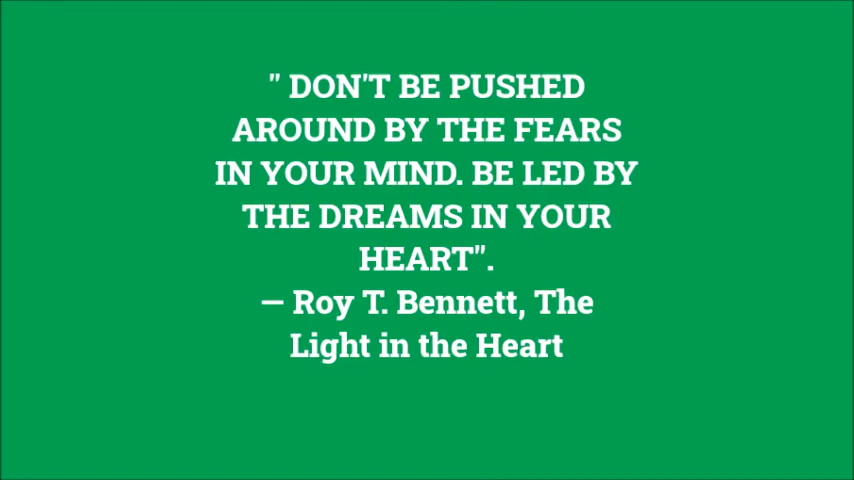 " DON'T BE PUSHED
AROUND BY THE FEARS
IN YOUR MIND. BE LED BY
THE DREAMS IN YOUR
HEART".
— Roy T. Bennett, The
Light in the Heart